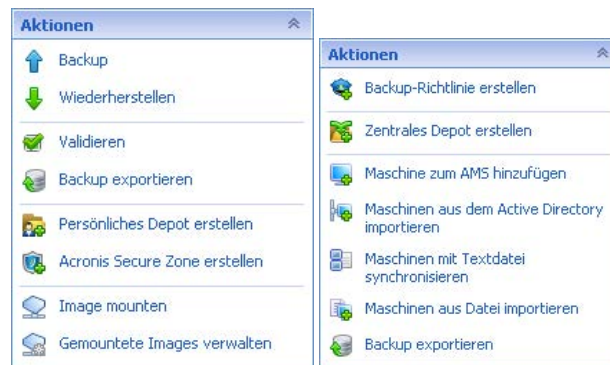 Aktionen
Backup
Wiederherstellen
Validieren
Backup exportieren
Persönliches Depot erstellen
Acronis Secure Zone erstellen
Image mounten
Gemountete Images verwalten
Aktionen
Backup-Richtlinie erstellen
Zentrales Depot erstellen
Maschine zum AMS hinzufügen
Maschinen aus dem Active Directory
importieren
Maschinen mit Textdatei
synchronisieren
Maschinen aus Datei importieren
Backup exportieren